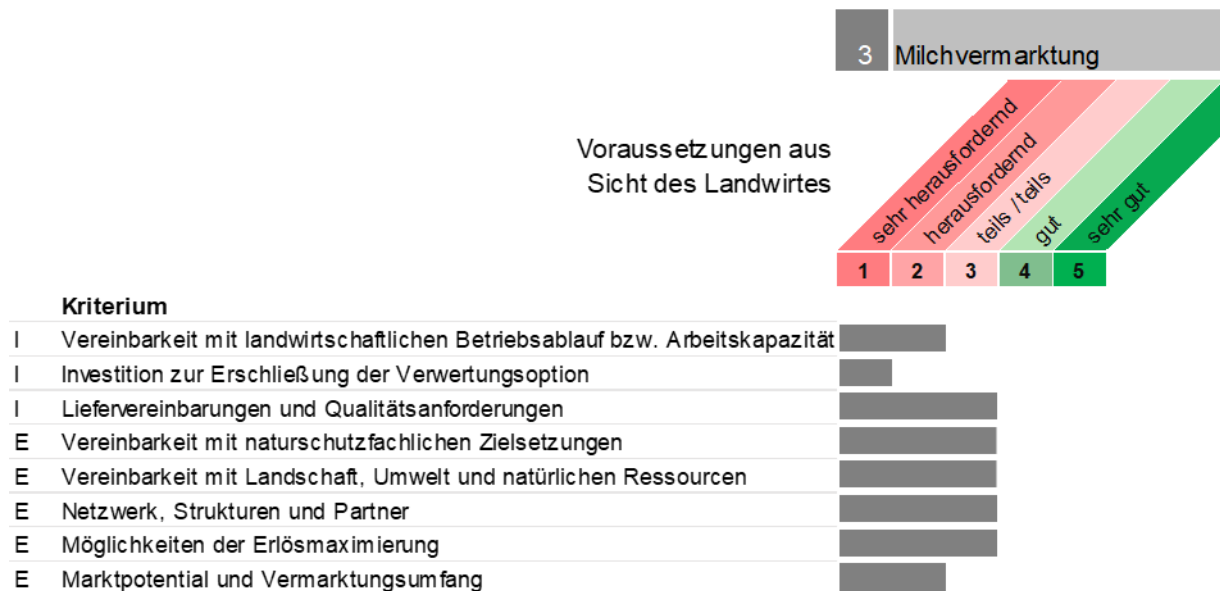 3 Milchvermarktung
Voraussetzungen aus
Sicht des Landwirtes
sehr herausfordernd
herausfordernd
teils / teils
gut
sehr gut
1 2 3 4 5
Kriterium
I Vereinbarkeit mit landwirtschaftlichen Betriebsablauf bzw. Arbeitskapazität
I Investition zur Erschließung der Verwertungsoption
I Liefervereinbarungen und Qualitätsanforderungen
E Vereinbarkeit mit naturschutzfachlichen Zielsetzungen
E Vereinbarkeit mit Landschaft, Umwelt und natürlichen Ressourcen
E Netzwerk, Strukturen und Partner
E Möglichkeiten der Erlösmaximierung
E Marktpotential und Vermarktungsumfang